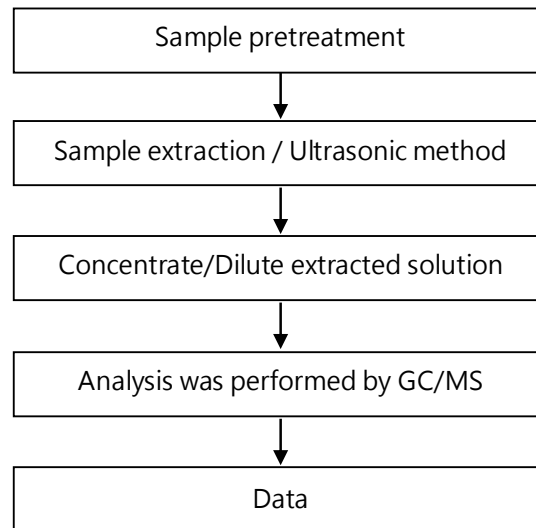 Sample pretreatment
Sample extraction / Ultrasonic method
Concentrate/Dilute extracted solution
Analysis was performed by GC/MS
Data